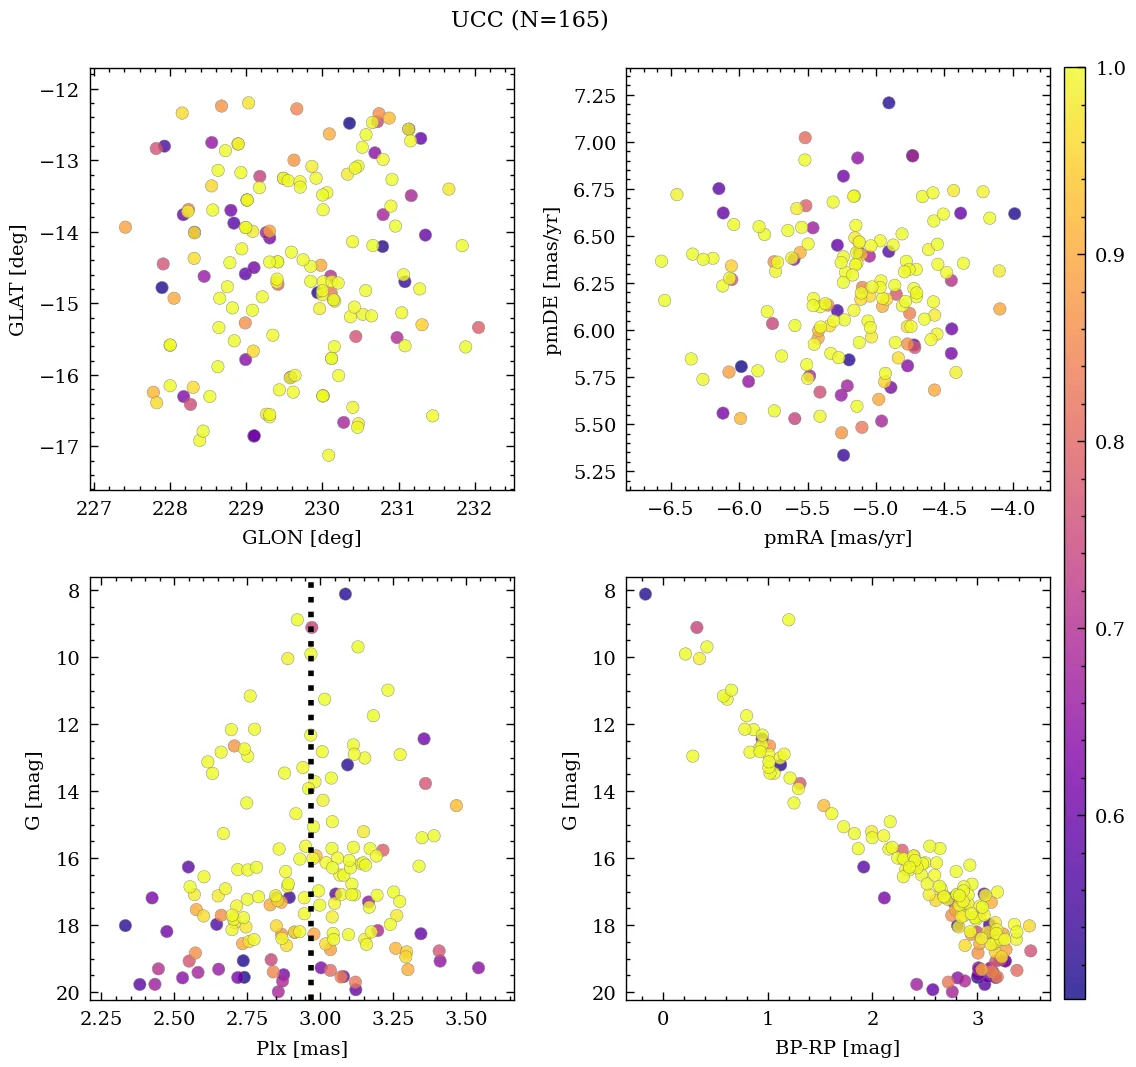 UCC (N=165)
−12
−13
−14
−15
−16
−17
GLAT [deg]
227 228 229 230 231 232
GLON [deg]
7.25
7.00
6.75
6.50
6.25
6.00
5.75
5.50
5.25
pmDE [mas/yr]
−6.5 −6.0 −5.5 −5.0 −4.5 −4.0
pmRA [mas/yr]
8
10
12
14
16
18
20
G [mag]
2.25 2.50 2.75 3.00 3.25 3.50
Plx [mas]
8
10
12
14
16
18
20
G [mag]
0 1 2 3
BP-RP [mag]
1.0
0.9
0.8
0.7
0.6